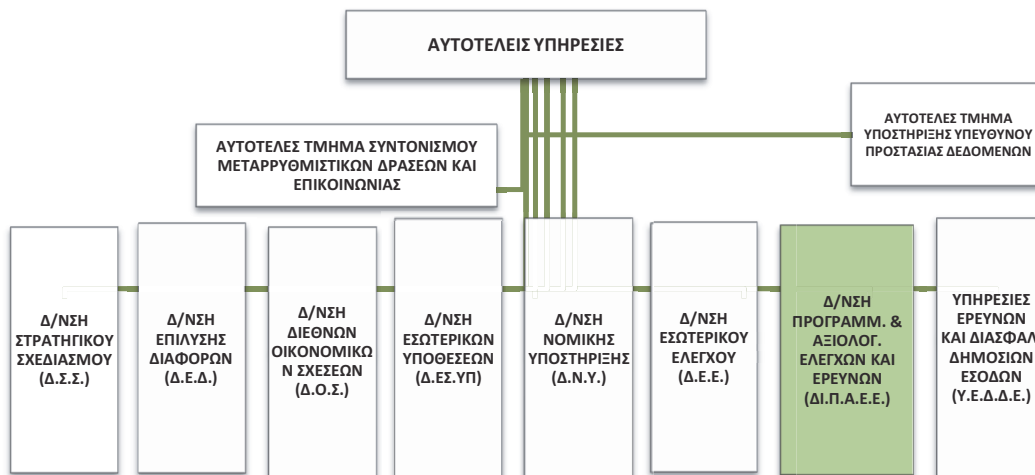 ΑΥΤΟΤΕΛΕΙΣ ΥΠΗΡΕΣΙΕΣ
ΑΥΤΟΤΕΛΕΣ ΤΜΗΜΑ ΣΥΝΤΟΝΙΣΜΟΥ
ΜΕΤΑΡΡΥΘΜΙΣΤΙΚΩΝ ΔΡΑΣΕΩΝ ΚΑΙ
ΕΠΙΚΟΙΝΩΝΙΑΣ
ΑΥΤΟΤΕΛΕΣ ΤΜΗΜΑ
ΥΠΟΣΤΗΡΙΞΗΣ ΥΠΕΥΘΥΝΟΥ
ΠΡΟΣΤΑΣΙΑΣ ΔΕΔΟΜΕΝΩΝ
Δ/ΝΣΗ
ΣΤΡΑΤΗΓΙΚΟΥ
ΣΧΕΔΙΑΣΜΟΥ
(Δ.Σ.Σ.)
Δ/ΝΣΗ
ΕΠΙΛΥΣΗΣ
ΔΙΑΦΟΡΩΝ
(Δ.Ε.Δ.)
Δ/ΝΣΗ
ΔΙΕΘΝΩΝ
ΟΙΚΟΝΟΜΙΚΩ
Ν ΣΧΕΣΕΩΝ
(Δ.Ο.Σ.)
Δ/ΝΣΗ
ΕΣΩΤΕΡΙΚΩΝ
ΥΠΟΘΕΣΕΩΝ
(Δ.ΕΣ.ΥΠ)
Δ/ΝΣΗ
ΝΟΜΙΚΗΣ
ΥΠΟΣΤΗΡΙΞΗΣ
(Δ.Ν.Υ.)
Δ/ΝΣΗ
ΕΣΩΤΕΡΙΚΟΥ
ΕΛΕΓΧΟΥ
(Δ.Ε.Ε.)
Δ/ΝΣΗ
ΠΡΟΓΡΑΜΜ. &
ΑΞΙΟΛΟΓ.
ΕΛΕΓΧΩΝ ΚΑΙ
ΕΡΕΥΝΩΝ
(ΔΙ.Π.Α.Ε.Ε.)
ΥΠΗΡΕΣΙΕΣ
ΕΡΕΥΝΩΝ
ΚΑΙ ΔΙΑΣΦΑΛ
ΔΗΜΟΣΙΩΝ
ΕΣΟΔΩΝ
(Υ.Ε.Δ.Δ.Ε.)